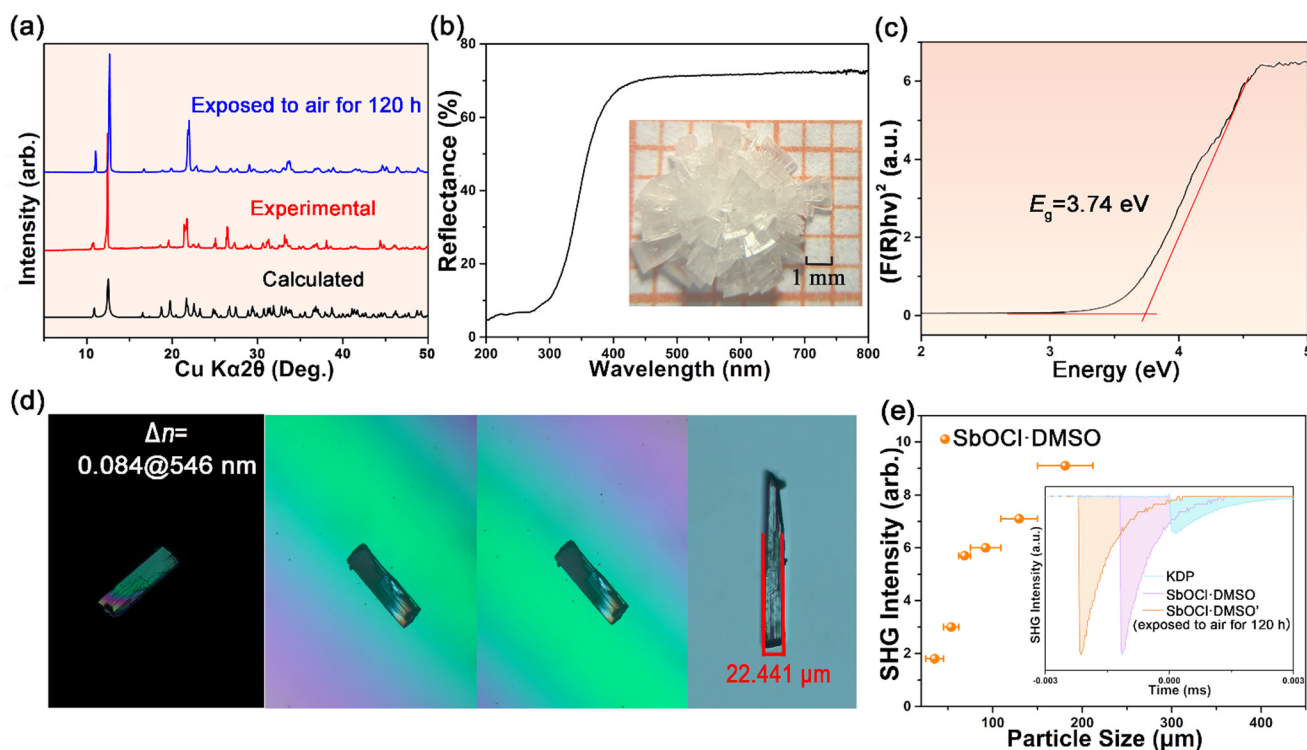 (a)
Intensity (arb.)
Exposed to air for 120 h
Experimental
Calculated
10 20 30 40 50
Cu Kα2θ (Deg.)
(b)
Reflectance (%)
80
60
40
20
0
1 mm
200 300 400 500 600 700 800
Wavelength (nm)
(c)
(F(R)hν)² (a.u.)
6
4
2
0
Eg=3.74 eV
2 3 4 5
Energy (eV)
(d)
Δn=
0.084@546 nm
22.441 μm
(e)
SHG Intensity (arb.)
10
8
6
4
2
0
SbOCl·DMSO
SHG Intensity (a.u.)
KDP
SbOCl·DMSO
SbOCl·DMSO'
(exposed to air for 120 h)
-0.003 0.000 0.003
Time (ms)
100 200 300 400
Particle Size (μm)